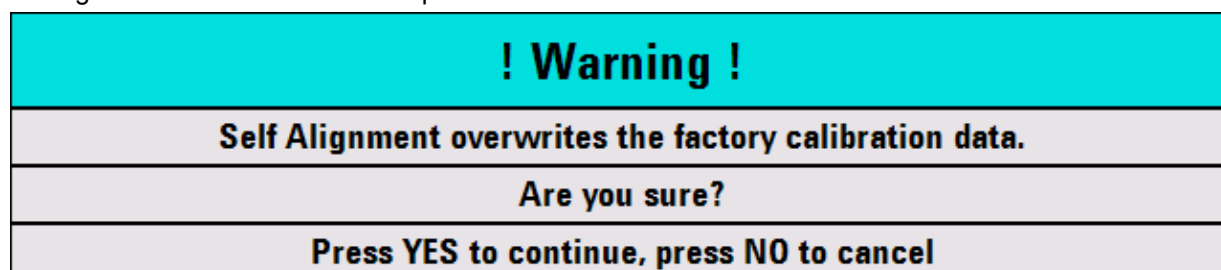 ! Warning !
Self Alignment overwrites the factory calibration data.
Are you sure?
Press YES to continue, press NO to cancel